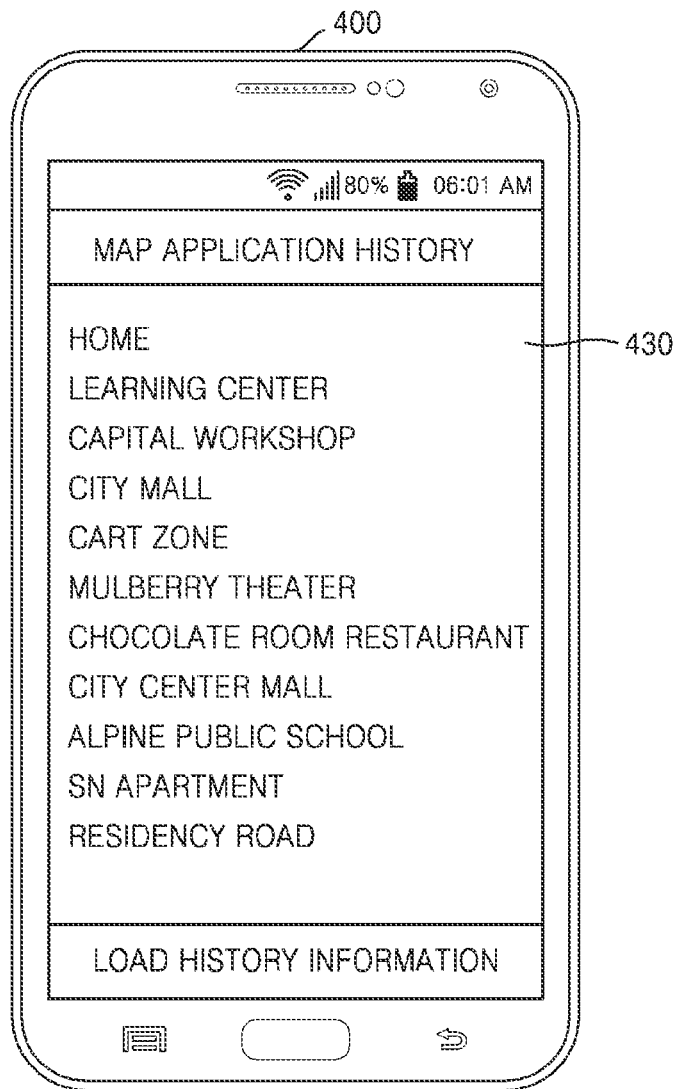 400
80% 06:01 AM
MAP APPLICATION HISTORY
HOME
430
LEARNING CENTER
CAPITAL WORKSHOP
CITY MALL
CART ZONE
MULBERRY THEATER
CHOCOLATE ROOM RESTAURANT
CITY CENTER MALL
ALPINE PUBLIC SCHOOL
SN APARTMENT
RESIDENCY ROAD
LOAD HISTORY INFORMATION